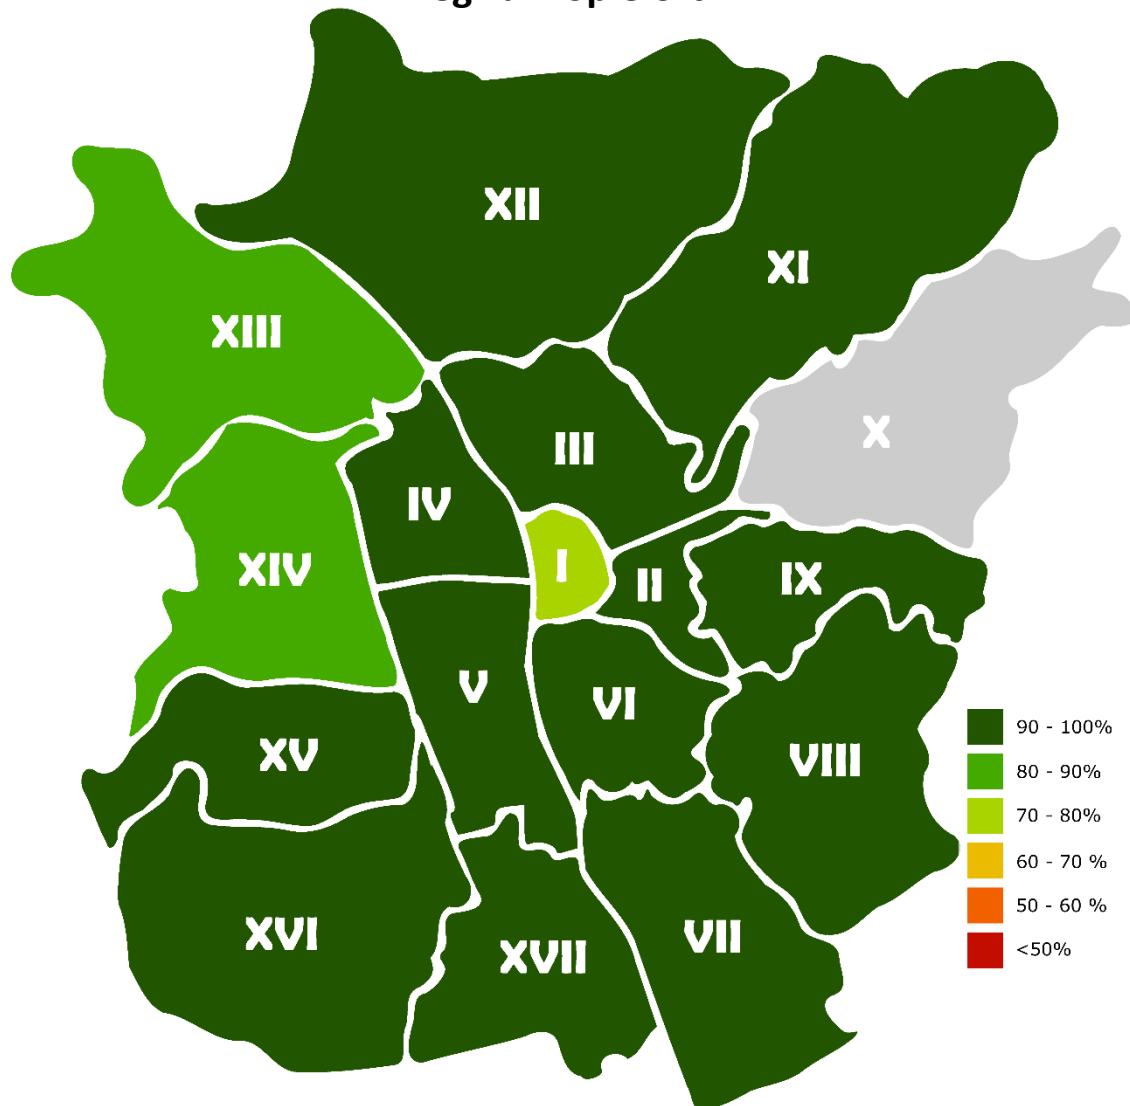 XII
XI
XIII
X
III
IV
XIV
I
II
IX
V
VI
XV
VIII
XVI
XVII
VII
90 - 100%
80 - 90%
70 - 80%
60 - 70 %
50 - 60 %
<50%